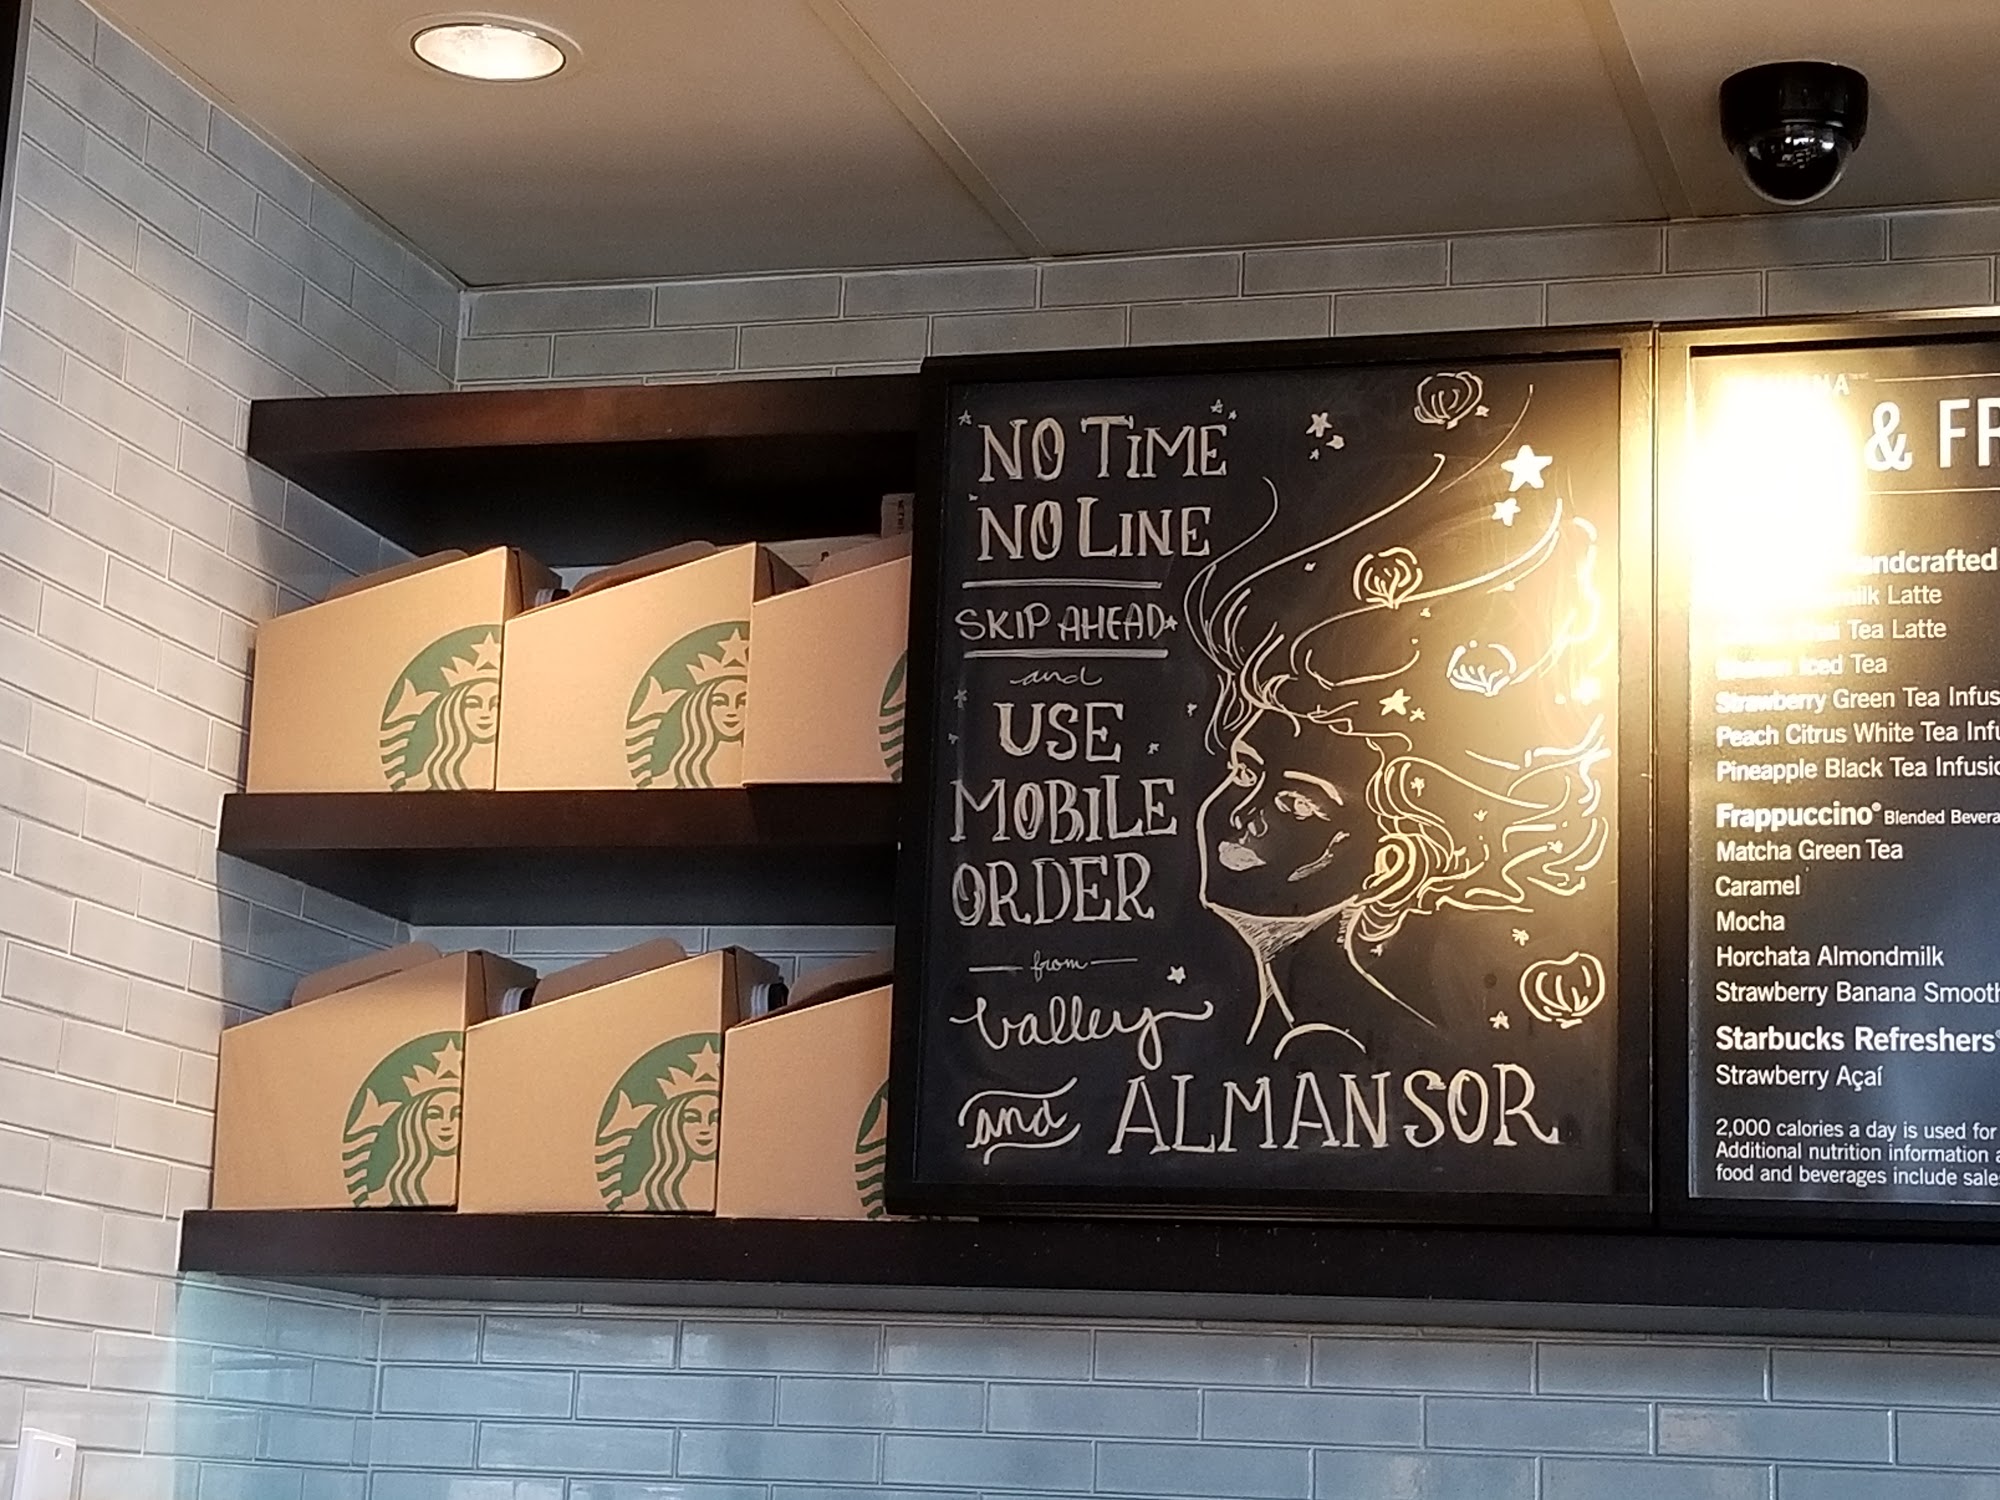 NO TIME
NO LINE
SKIP AHEAD
and
USE
MOBILE
ORDER
from
Valley
and ALMANSOR
& FR
Latte
Tea Latte
Iced Tea
Strawberry Green Tea Infus
Peach Citrus White Tea Infu
Pineapple Black Tea Infusio
Frappuccino® Blended Bevera
Matcha Green Tea
Caramel
Mocha
Horchata Almondmilk
Strawberry Banana Smooth
Starbucks Refreshers®
Strawberry Açaí
2,000 calories a day is used for
Additional nutrition information a
food and beverages include sale